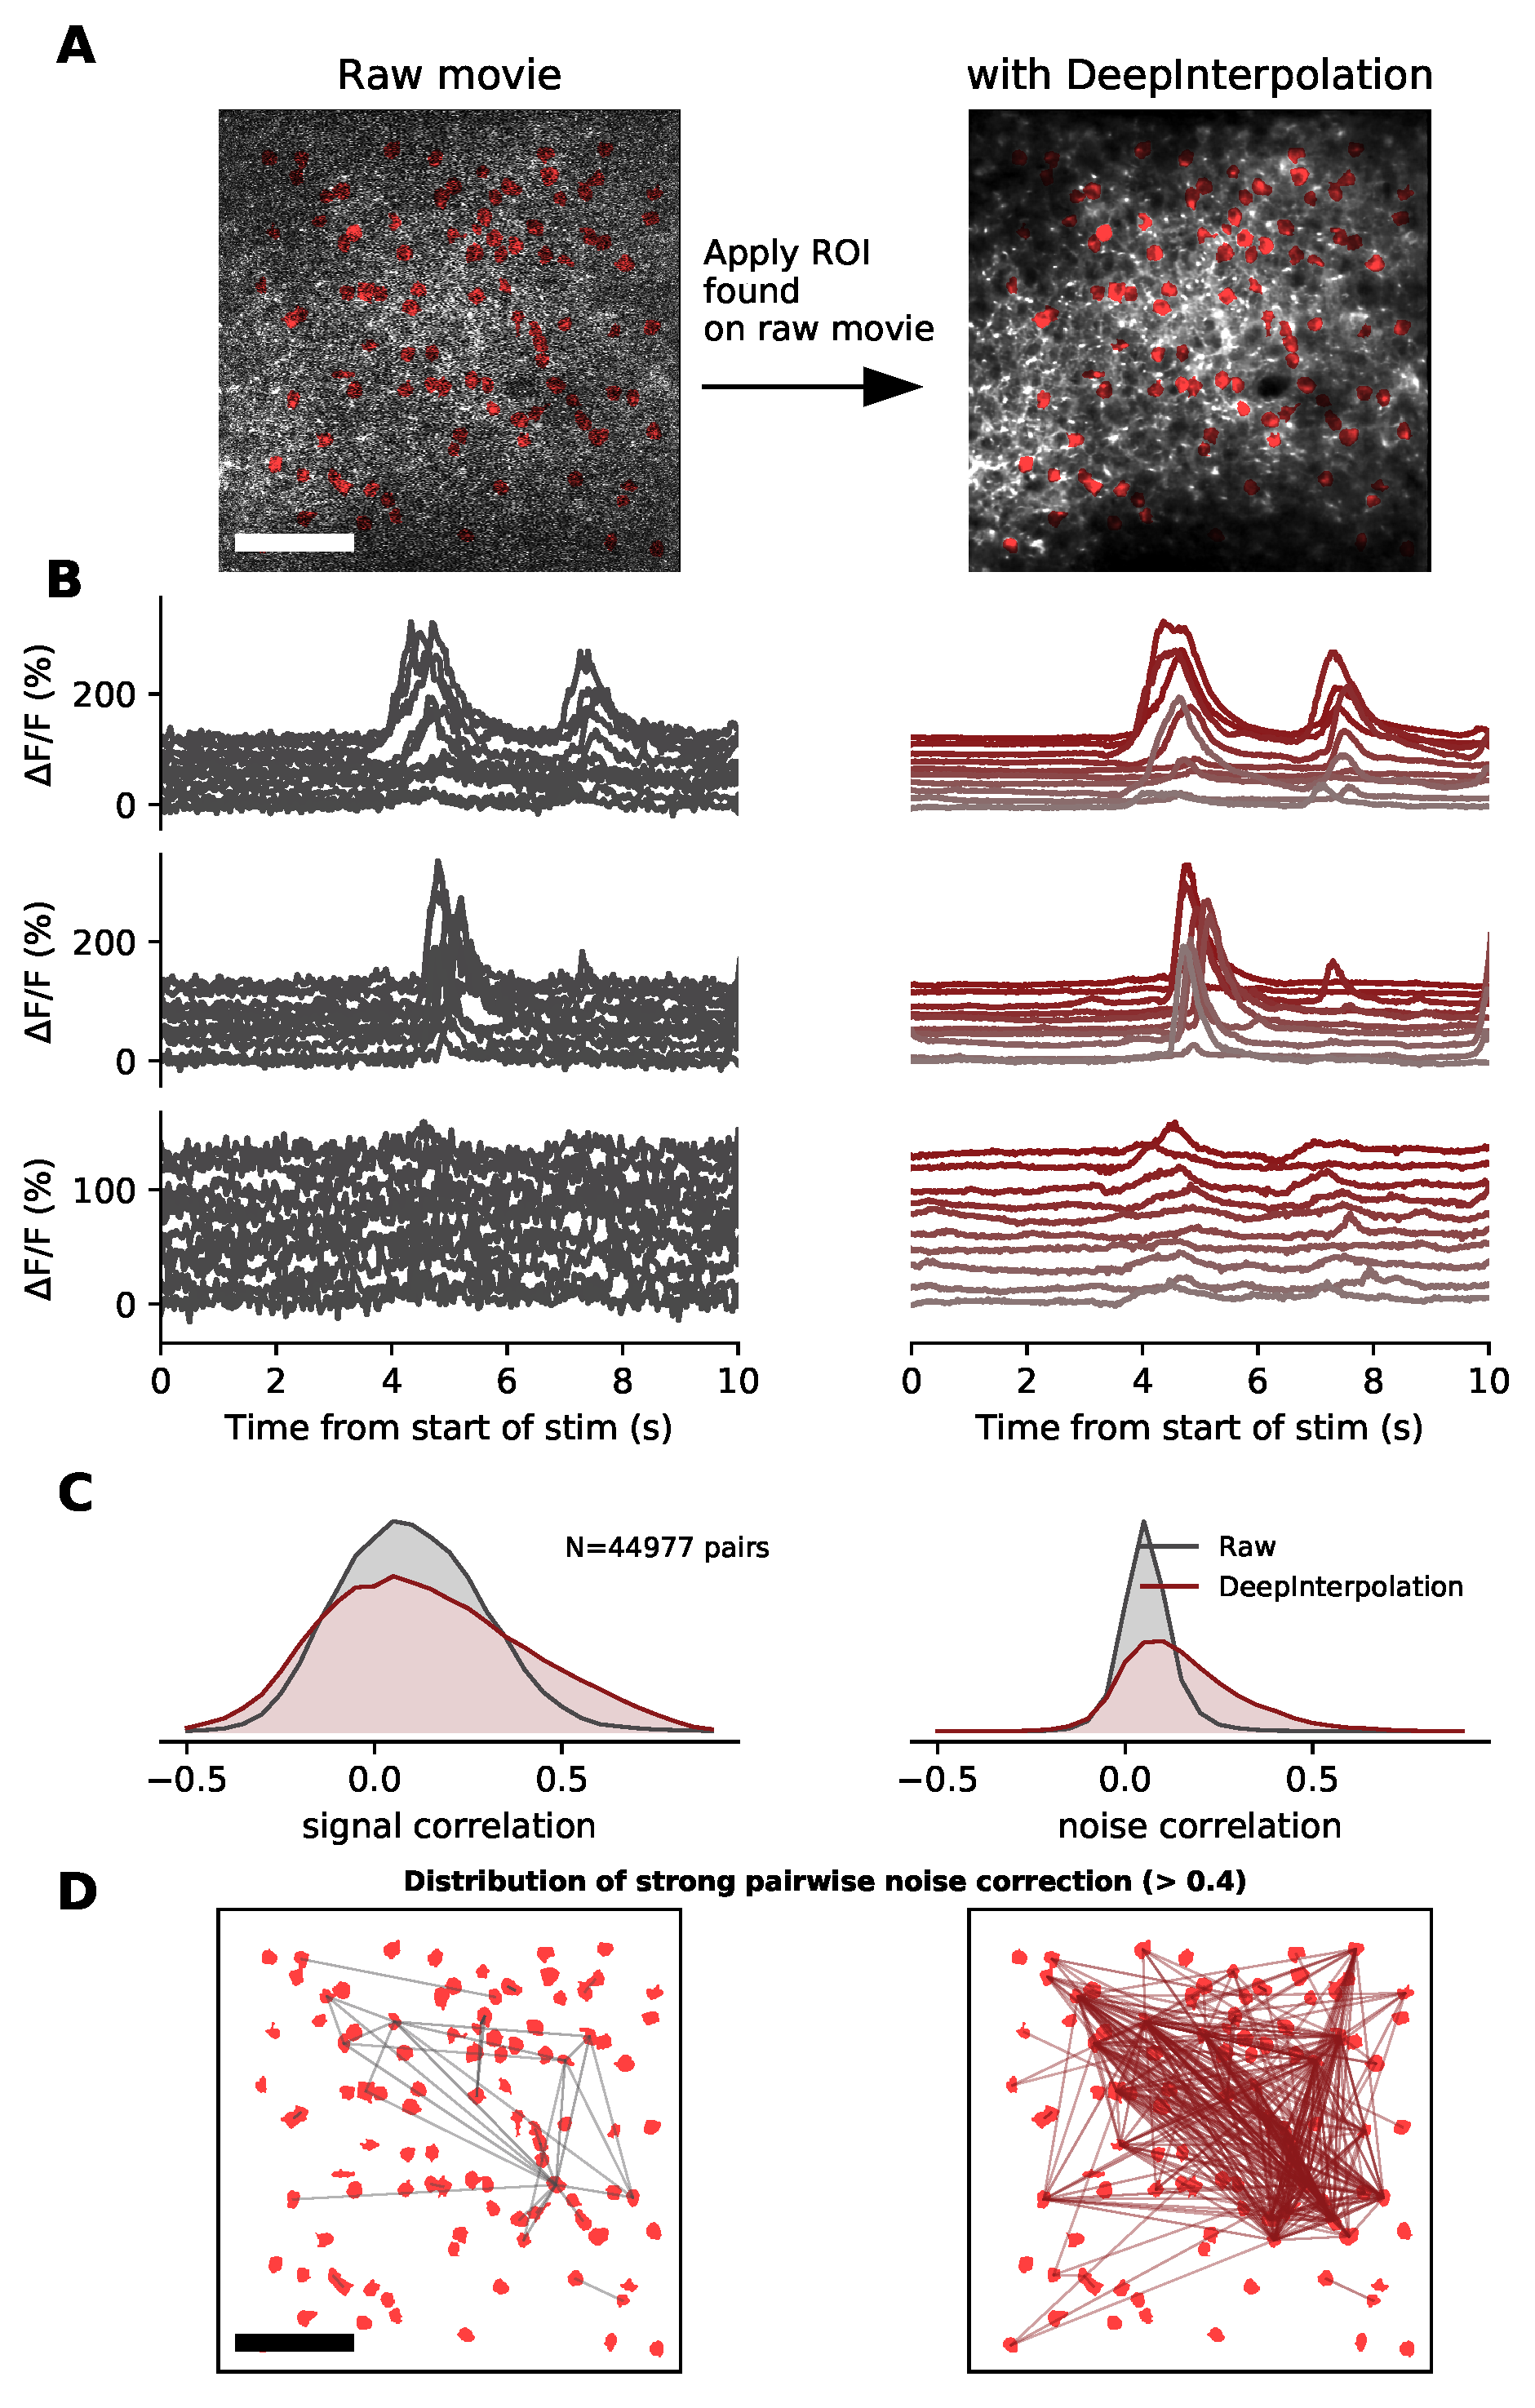 A
Raw movie
with DeepInterpolation
Apply ROI
found
on raw movie
B
ΔF/F (%)
200
0
ΔF/F (%)
200
0
ΔF/F (%)
100
0
0 2 4 6 8 10
0 2 4 6 8 10
Time from start of stim (s)
Time from start of stim (s)
C
N=44977 pairs
Raw
DeepInterpolation
−0.5 0.0 0.5
−0.5 0.0 0.5
signal correlation
noise correlation
D
Distribution of strong pairwise noise correction (> 0.4)